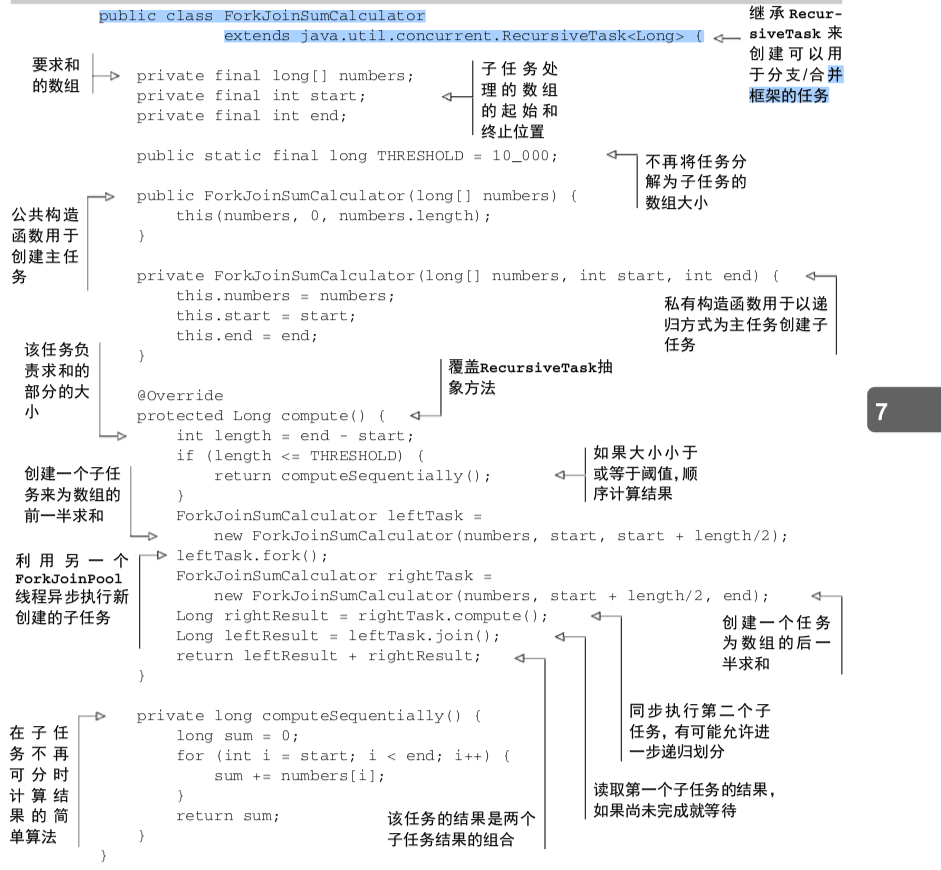 public class ForkJoinSumCalculator
extends java.util.concurrent.RecursiveTask<Long> {
继承Recur-
siveTask 来
创建可以用
于分支/合并
框架的任务
要求和
的数组
private final long[] numbers;
private final int start;
private final int end;
子任务处
理的数组
的起始和
终止位置
public static final long THRESHOLD = 10_000;
不再将任务分
解为子任务的
数组大小
public ForkJoinSumCalculator(long[] numbers) {
this(numbers, 0, numbers.length);
}
公共构造
函数用于
创建主任
务
private ForkJoinSumCalculator(long[] numbers, int start, int end) {
this.numbers = numbers;
this.start = start;
this.end = end;
}
私有构造函数用于以递
归方式为主任务创建子
任务
该任务负
责求和的
部分的大
小
覆盖RecursiveTask抽
象方法
@Override
protected Long compute() {
int length = end - start;
if (length <= THRESHOLD) {
return computeSequentially();
}
如果大小小于
或等于阈值,顺
序计算结果
7
创建一个子任
务来为数组的
前一半求和
ForkJoinSumCalculator leftTask =
new ForkJoinSumCalculator(numbers, start, start + length/2);
leftTask.fork();
利用另一个
ForkJoinPool
线程异步执行新
创建的子任务
ForkJoinSumCalculator rightTask =
new ForkJoinSumCalculator(numbers, start + length/2, end);
Long rightResult = rightTask.compute();
Long leftResult = leftTask.join();
return leftResult + rightResult;
}
创建一个任务
为数组的后一
半求和
同步执行第二个子
任务,有可能允许进
一步递归划分
private long computeSequentially() {
long sum = 0;
for (int i = start; i < end; i++) {
sum += numbers[i];
}
return sum;
}
}
在子任
务不再
可分时
计算结
果的简
单算法
读取第一个子任务的结果,
如果尚未完成就等待
该任务的结果是两个
子任务结果的组合